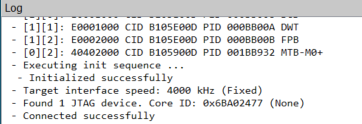 Log
- [1][1]: E0001000 CID B105E00D PID 000BB00A DWT
- [1][2]: E0002000 CID B105E00D PID 000BB00B FPB
- [0][2]: 40402000 CID B105900D PID 001BB932 MTB-M0+
- Executing init sequence ...
- Initialized successfully
- Target interface speed: 4000 kHz (Fixed)
- Found 1 JTAG device. Core ID: 0x6BA02477 (None)
- Connected successfully